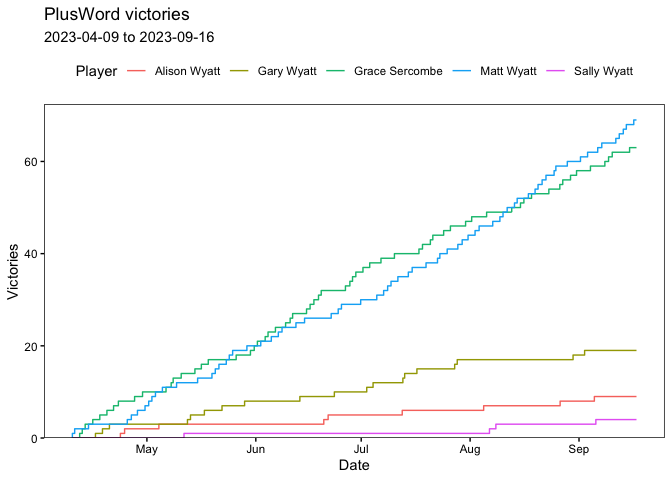 PlusWord victories
2023-04-09 to 2023-09-16
Player Alison Wyatt Gary Wyatt Grace Sercombe Matt Wyatt Sally Wyatt
60
40
20
0
Victories
May Jun Jul Aug Sep
Date